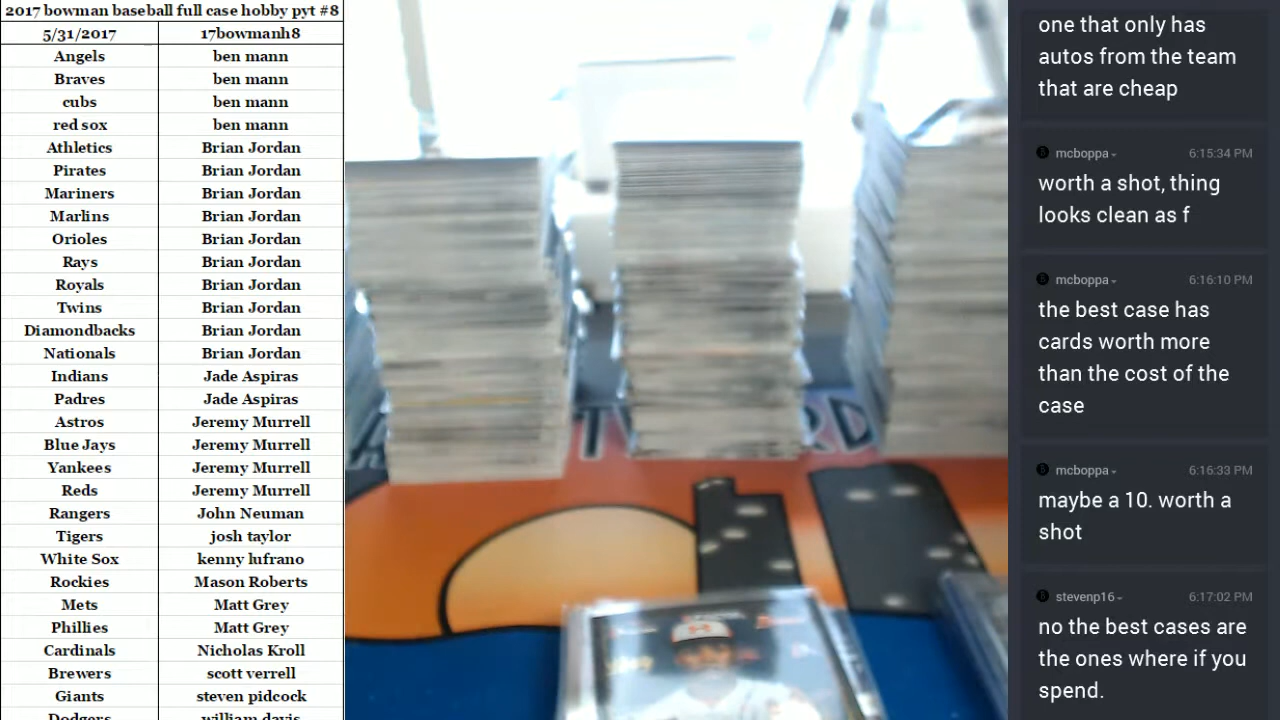 2017 bowman baseball full case hobby pyt #8
5/31/2017 17bowmanh8
Angels ben mann
Braves ben mann
cubs ben mann
red sox ben mann
Athletics Brian Jordan
Pirates Brian Jordan
Mariners Brian Jordan
Marlins Brian Jordan
Orioles Brian Jordan
Rays Brian Jordan
Royals Brian Jordan
Twins Brian Jordan
Diamondbacks Brian Jordan
Nationals Brian Jordan
Indians Jade Aspiras
Padres Jade Aspiras
Astros Jeremy Murrell
Blue Jays Jeremy Murrell
Yankees Jeremy Murrell
Reds Jeremy Murrell
Rangers John Neuman
Tigers josh taylor
White Sox kenny lufrano
Rockies Mason Roberts
Mets Matt Grey
Phillies Matt Grey
Cardinals Nicholas Kroll
Brewers scott verrell
Giants steven pidcock
Dodgers william davis
one that only has
autos from the team
that are cheap
mcboppa 6:15:34 PM
worth a shot, thing
looks clean as f
mcboppa 6:16:10 PM
the best case has
cards worth more
than the cost of the
case
mcboppa 6:16:33 PM
maybe a 10. worth a
shot
stevenp16 6:17:02 PM
no the best cases are
the ones where if you
spend.